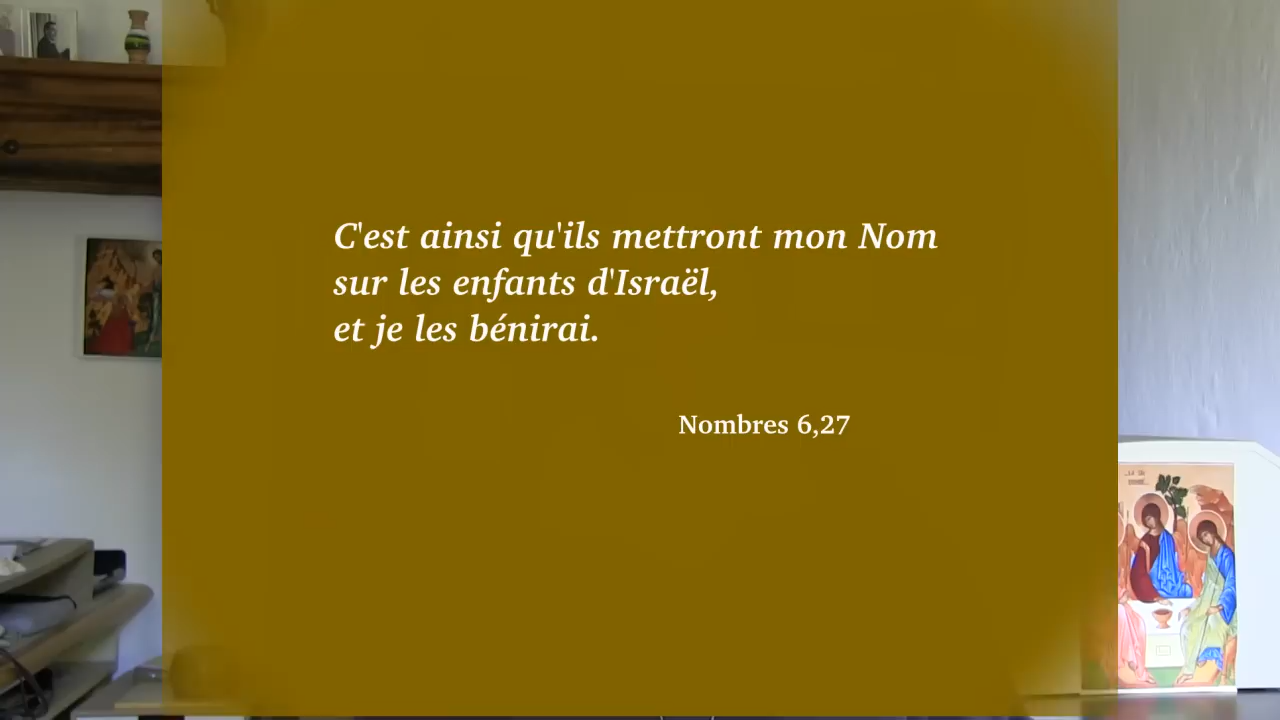 C'est ainsi qu'ils mettront mon Nom
sur les enfants d'Israël,
et je les bénirai.
Nombres 6,27